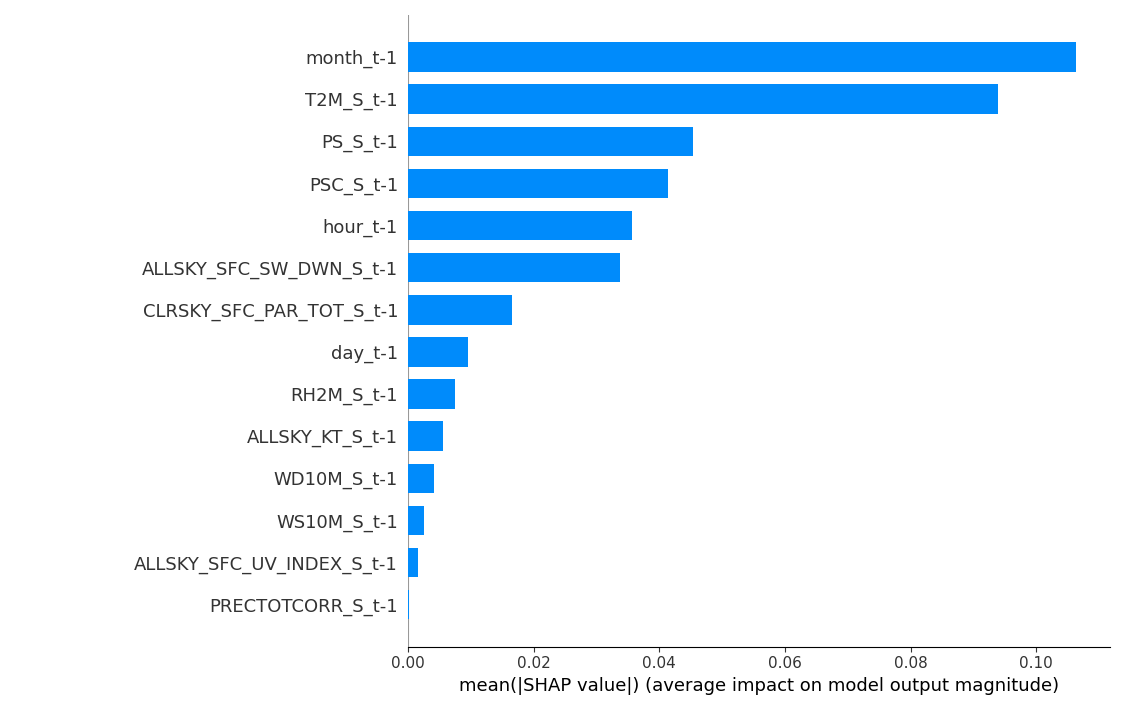 month_t-1
T2M_S_t-1
PS_S_t-1
PSC_S_t-1
hour_t-1
ALLSKY_SFC_SW_DWN_S_t-1
CLRSKY_SFC_PAR_TOT_S_t-1
day_t-1
RH2M_S_t-1
ALLSKY_KT_S_t-1
WD10M_S_t-1
WS10M_S_t-1
ALLSKY_SFC_UV_INDEX_S_t-1
PRECTOTCORR_S_t-1
0.00 0.02 0.04 0.06 0.08 0.10
mean(|SHAP value|) (average impact on model output magnitude)